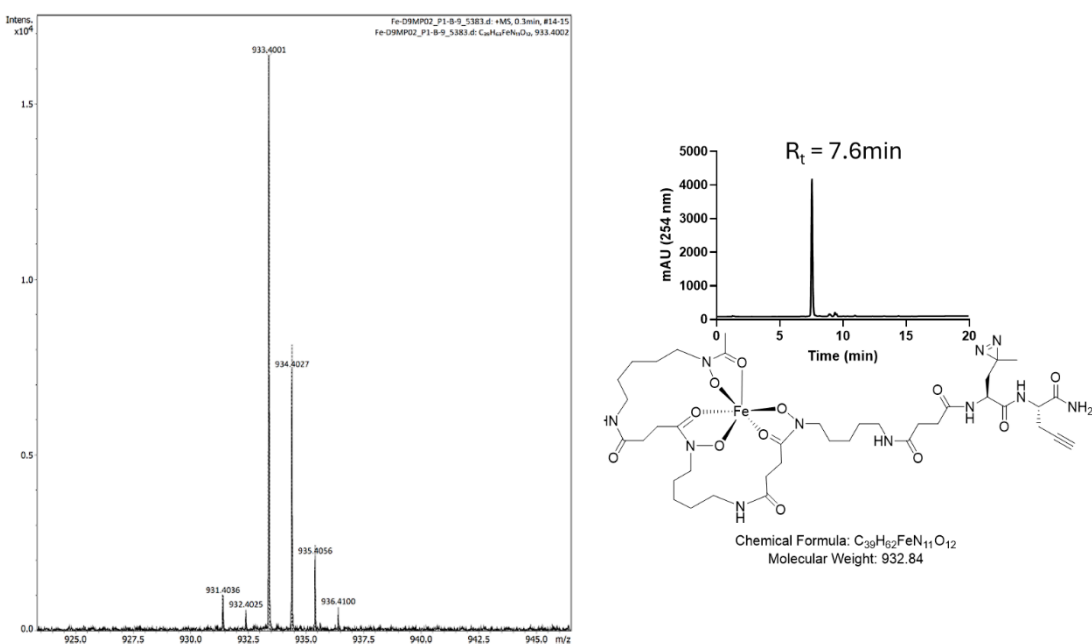 Intens.
x10⁴
Fe-D9MP02_P1-B-9_5383.d: +MS, 0.3min, #14-15
Fe-D9MP02_P1-B-9_5383.d: C₃₉H₆₃FeN₁₁O₁₂, 933.4002
933.4001
1.5
1.0
934.4027
0.5
935.4056
931.4036
932.4025
936.4100
0.0
925.0
927.5
930.0
932.5
935.0
937.5
940.0
942.5
945.0
m/z
Rt = 7.6min
mAU (254 nm)
5000
4000
3000
2000
1000
0
0
5
10
15
20
Time (min)
N
O
O
Fe
O
O
N
O
O
HN
O
N
O
N
H
O
N
H
O
O
H
N
N
N
O
H
N
O
NH₂
Chemical Formula: C₃₉H₆₂FeN₁₁O₁₂
Molecular Weight: 932.84